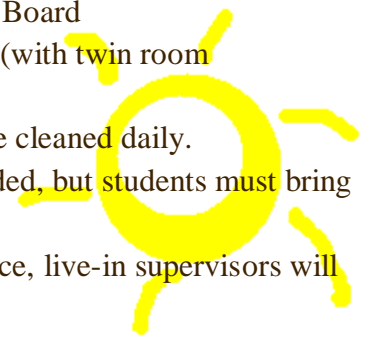 Board
(with twin room
e cleaned daily.
ded, but students must bring
ce, live-in supervisors will